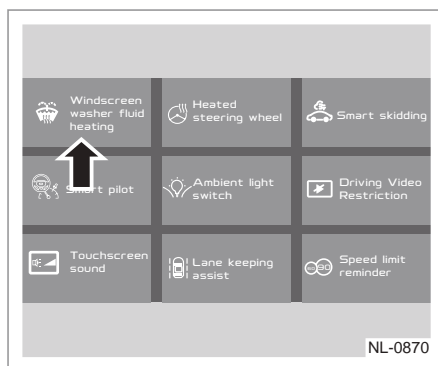 Windscreen
washer fluid
heating
Heated
steering wheel
Smart skidding
Smart pilot
Ambient light
switch
Driving Video
Restriction
Touchscreen
sound
Lane keeping
assist
Speed limit
reminder
NL-0870